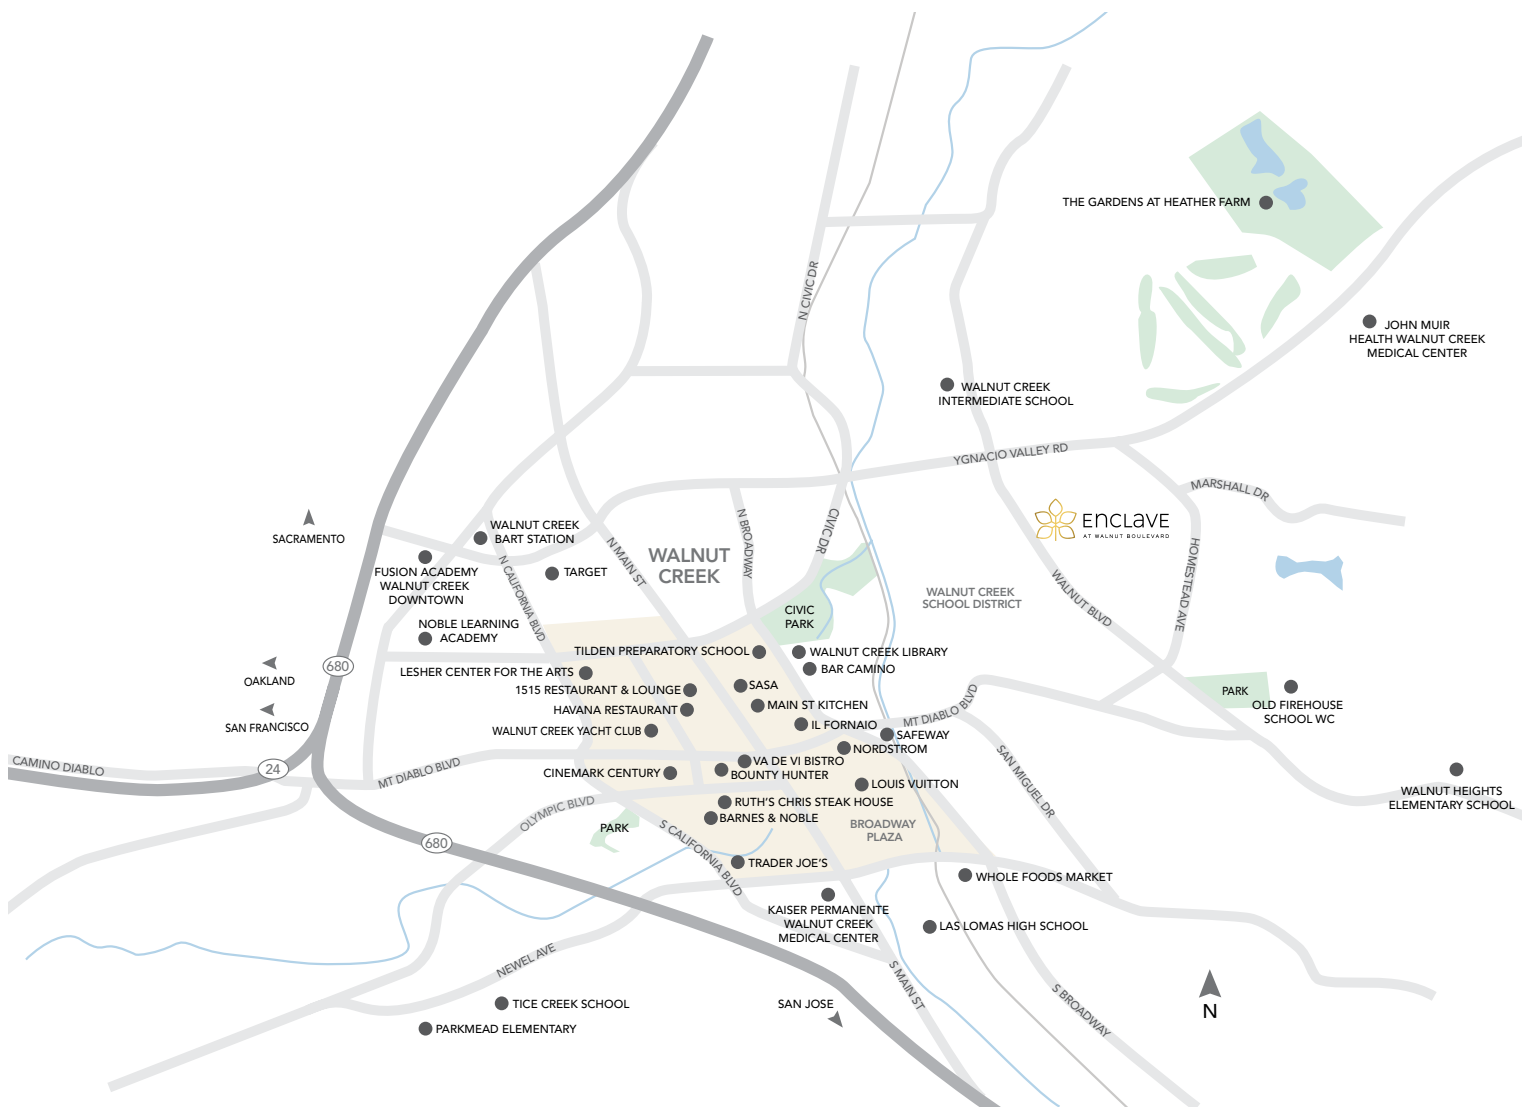 THE GARDENS AT HEATHER FARM
N CIVIC DR
JOHN MUIR
HEALTH WALNUT CREEK
MEDICAL CENTER
WALNUT CREEK
INTERMEDIATE SCHOOL
YGNACIO VALLEY RD
MARSHALL DR
ENCLAVE
AT WALNUT BOULEVARD
SACRAMENTO
WALNUT CREEK
BART STATION
FUSION ACADEMY
WALNUT CREEK
DOWNTOWN
TARGET
N CALIFORNIA BLVD
N MAIN ST
WALNUT
CREEK
N BROADWAY
CIVIC DR
HOMESTEAD AVE
WALNUT BLVD
WALNUT CREEK
SCHOOL DISTRICT
CIVIC
PARK
NOBLE LEARNING
ACADEMY
TILDEN PREPARATORY SCHOOL
WALNUT CREEK LIBRARY
BAR CAMINO
680
OAKLAND
SAN FRANCISCO
LESHER CENTER FOR THE ARTS
1515 RESTAURANT & LOUNGE
SASA
HAVANA RESTAURANT
MAIN ST KITCHEN
WALNUT CREEK YACHT CLUB
IL FORNAIO
MT DIABLO BLVD
SAFEWAY
NORDSTROM
PARK
OLD FIREHOUSE
SCHOOL WC
CAMINO DIABLO
24
MT DIABLO BLVD
CINEMARK CENTURY
VA DE VI BISTRO
BOUNTY HUNTER
LOUIS VUITTON
SAN MIGUEL DR
WALNUT HEIGHTS
ELEMENTARY SCHOOL
OLYMPIC BLVD
RUTH'S CHRIS STEAK HOUSE
BARNES & NOBLE
BROADWAY
PLAZA
PARK
680
S CALIFORNIA BLVD
TRADER JOE'S
WHOLE FOODS MARKET
KAISER PERMANENTE
WALNUT CREEK
MEDICAL CENTER
LAS LOMAS HIGH SCHOOL
NEWEL AVE
S MAIN ST
S BROADWAY
TICE CREEK SCHOOL
PARKMEAD ELEMENTARY
SAN JOSE
N